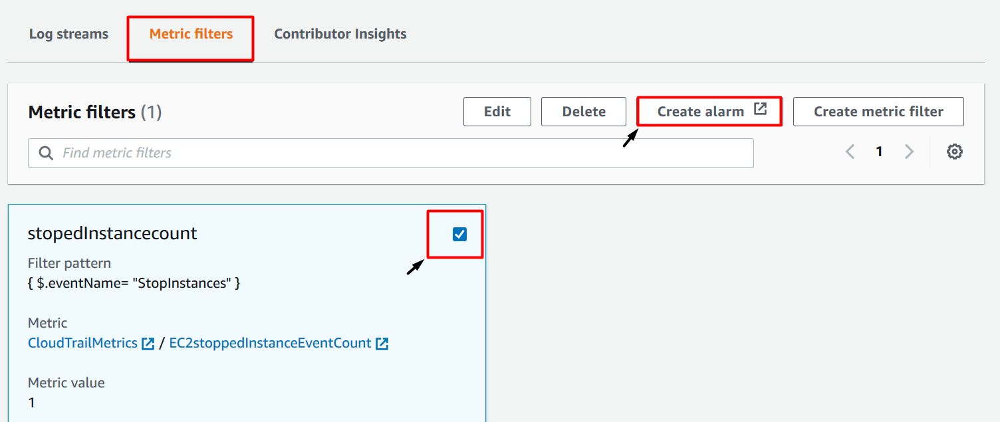 Log streams Metric filters Contributor Insights
Metric filters (1) Edit Delete Create alarm Create metric filter
Find metric filters 1
stopedInstancecount
Filter pattern
{ $.eventName= "StopInstances" }
Metric
CloudTrailMetrics / EC2stoppedInstanceEventCount
Metric value
1